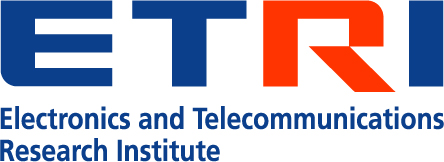 ETRI
Electronics and Telecommunications
Research Institute